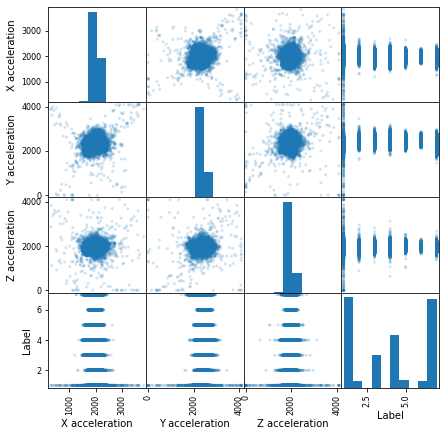 X acceleration
3000
2000
1000
Y acceleration
4000
2000
0
Z acceleration
4000
2000
0
Label
6
4
2
1000
2000
3000
0
2000
4000
0
2000
4000
2.5
5.0
X acceleration
Y acceleration
Z acceleration
Label